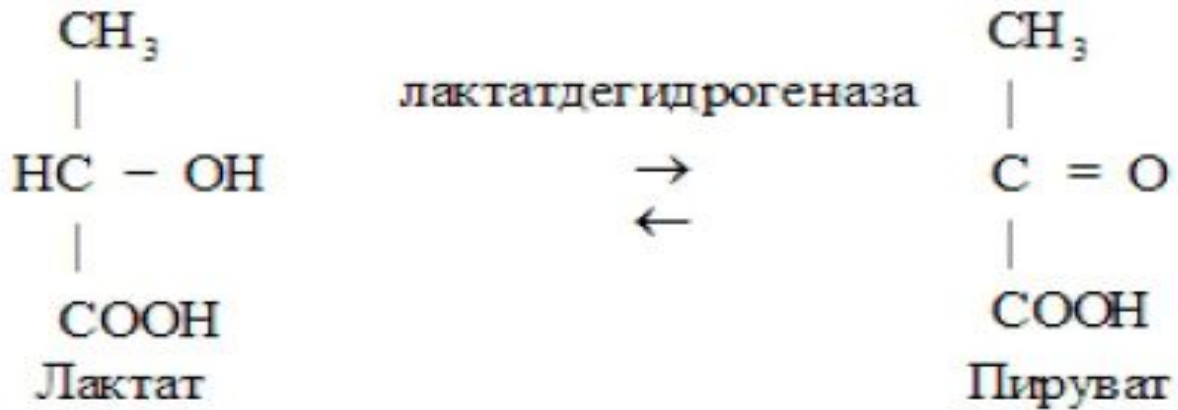 CH₃ CH₃
| лактатдегидрогеназа |
HC – OH → C = O
| ← |
COOH COOH
Лактат Пируват